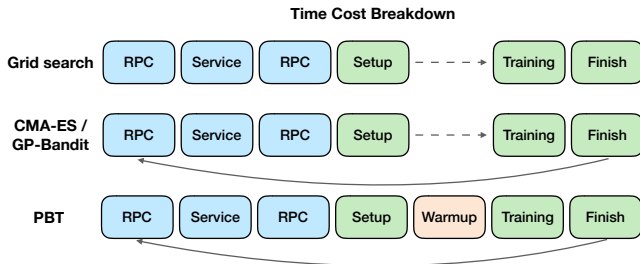 Time Cost Breakdown
Grid search
RPC
Service
RPC
Setup
Training
Finish
CMA-ES /
GP-Bandit
RPC
Service
RPC
Setup
Training
Finish
PBT
RPC
Service
RPC
Setup
Warmup
Training
Finish